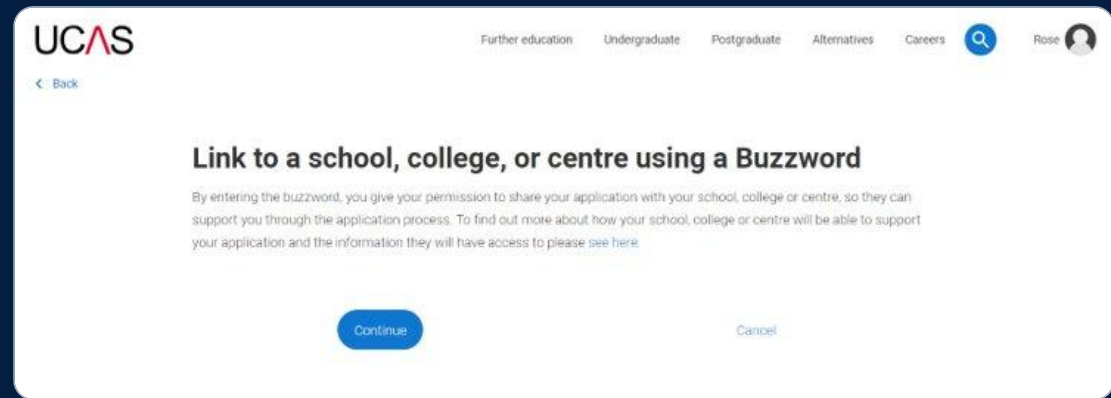 UCAS
Further education Undergraduate Postgraduate Alternatives Careers Rose
Back
Link to a school, college, or centre using a Buzzword
By entering the buzzword, you give your permission to share your application with your school, college or centre, so they can
support you through the application process. To find out more about how your school, college or centre will be able to support
your application and the information they will have access to please see here.
Continue Cancel